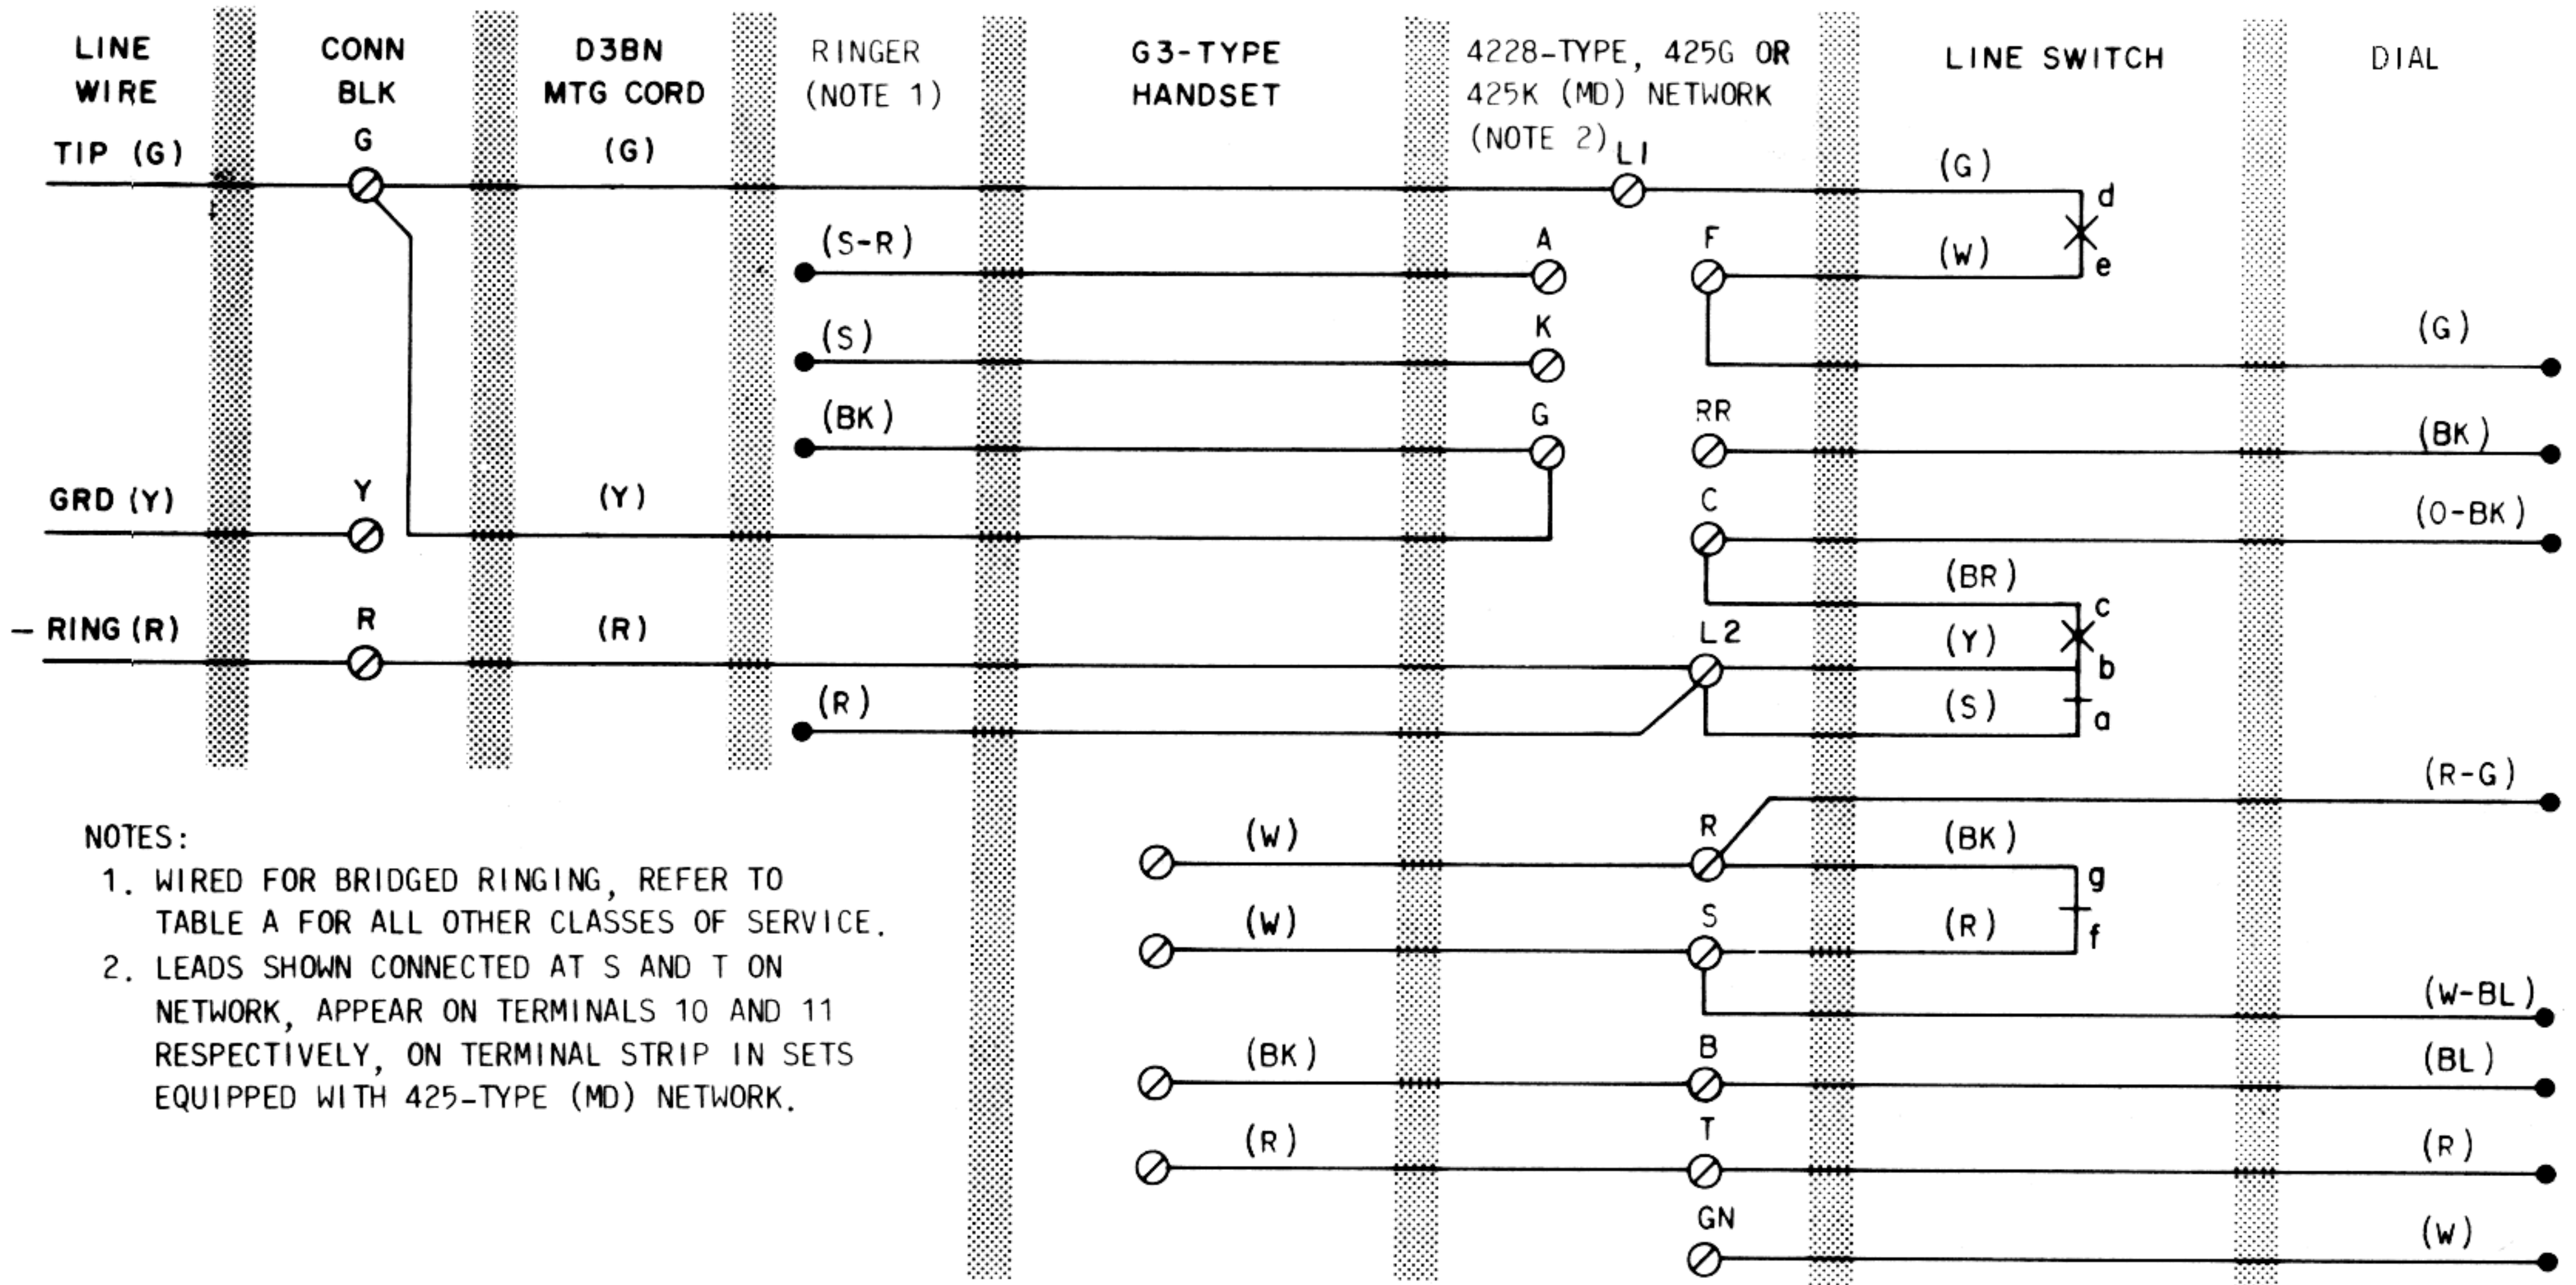 LINE WIRE
CONN BLK
D3BN MTG CORD
RINGER (NOTE 1)
G3-TYPE HANDSET
4228-TYPE, 425G OR 425K (MD) NETWORK (NOTE 2)
LINE SWITCH
DIAL
TIP (G)
G
(G)
L1
(G)
d
(S-R)
A
F
(W)
e
(S)
K
(G)
(BK)
G
RR
(BK)
GRD (Y)
Y
(Y)
C
(O-BK)
(BR)
c
– RING (R)
R
(R)
L2
(Y)
b
(R)
(S)
a
(R-G)
(W)
R
(BK)
g
(W)
S
(R)
f
(W-BL)
(BK)
B
(BL)
(R)
T
(R)
GN
(W)
NOTES:
1. WIRED FOR BRIDGED RINGING, REFER TO
TABLE A FOR ALL OTHER CLASSES OF SERVICE.
2. LEADS SHOWN CONNECTED AT S AND T ON
NETWORK, APPEAR ON TERMINALS 10 AND 11
RESPECTIVELY, ON TERMINAL STRIP IN SETS
EQUIPPED WITH 425-TYPE (MD) NETWORK.